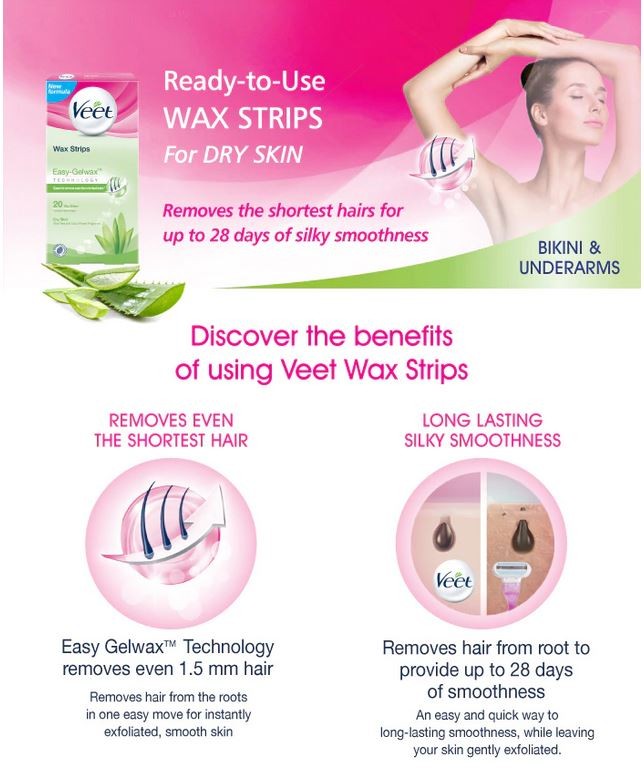 New
formula
Veet
Wax Strips
Easy-Gelwax™
TECHNOLOGY
20
Dry Skin
Ready-to-Use
WAX STRIPS
For DRY SKIN
Removes the shortest hairs for
up to 28 days of silky smoothness
BIKINI &
UNDERARMS
Discover the benefits
of using Veet Wax Strips
REMOVES EVEN
THE SHORTEST HAIR
Easy Gelwax™ Technology
removes even 1.5 mm hair
Removes hair from the roots
in one easy move for instantly
exfoliated, smooth skin
LONG LASTING
SILKY SMOOTHNESS
Veet
Removes hair from root to
provide up to 28 days
of smoothness
An easy and quick way to
long-lasting smoothness, while leaving
your skin gently exfoliated.